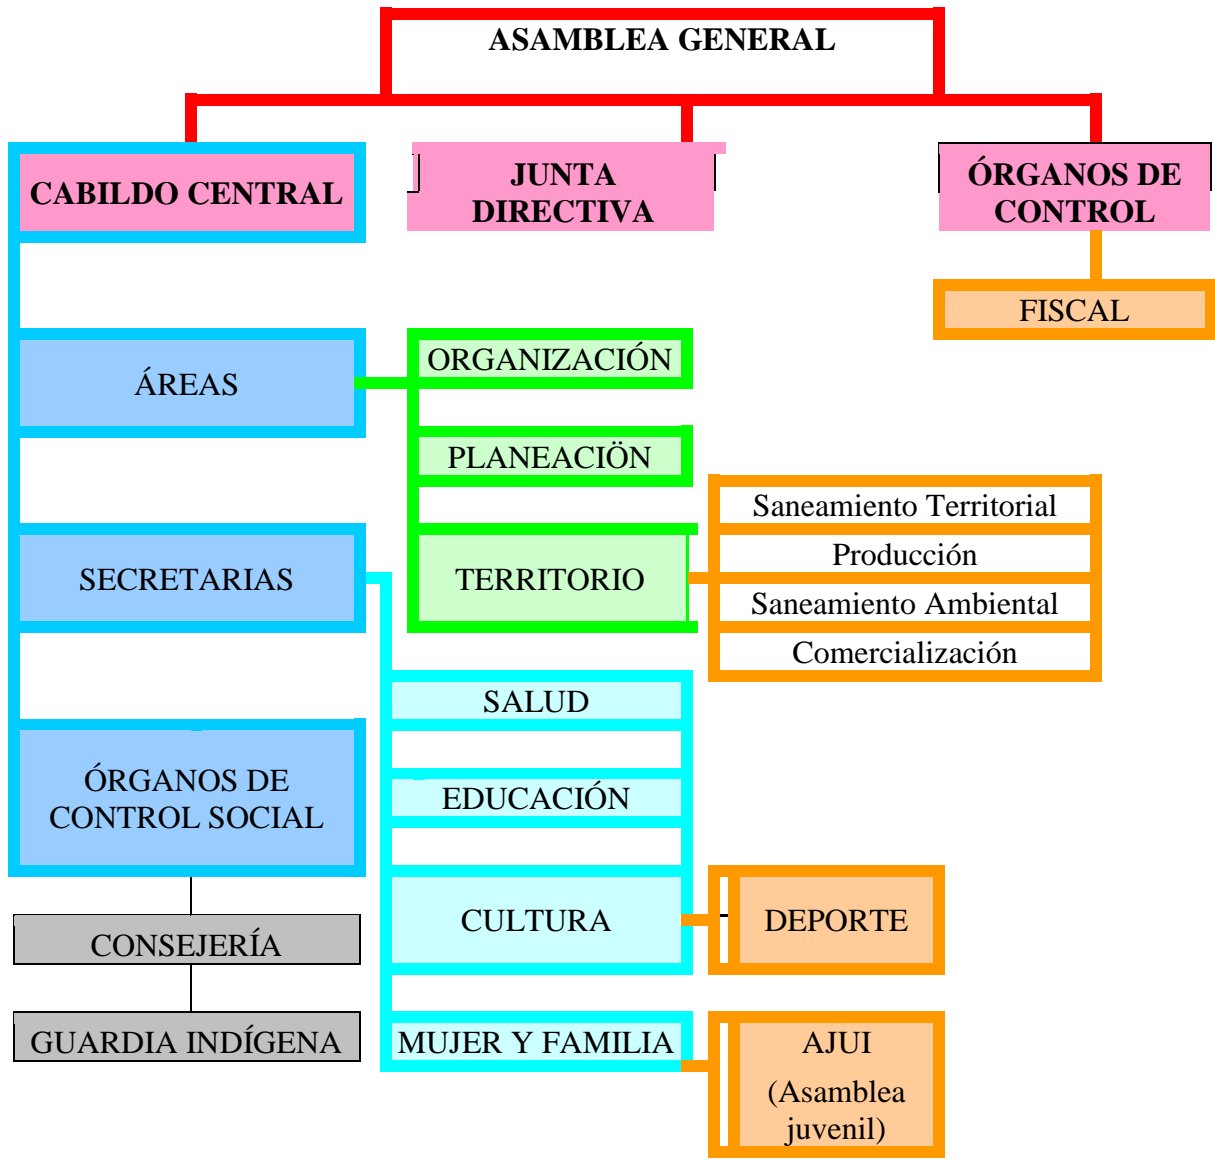 ASAMBLEA GENERAL
CABILDO CENTRAL
JUNTA
DIRECTIVA
ÓRGANOS DE
CONTROL
FISCAL
ÁREAS
ORGANIZACIÓN
PLANEACIÖN
TERRITORIO
Saneamiento Territorial
Producción
Saneamiento Ambiental
Comercialización
SECRETARIAS
SALUD
EDUCACIÓN
CULTURA
DEPORTE
MUJER Y FAMILIA
AJUI
(Asamblea
juvenil)
ÓRGANOS DE
CONTROL SOCIAL
CONSEJERÍA
GUARDIA INDÍGENA